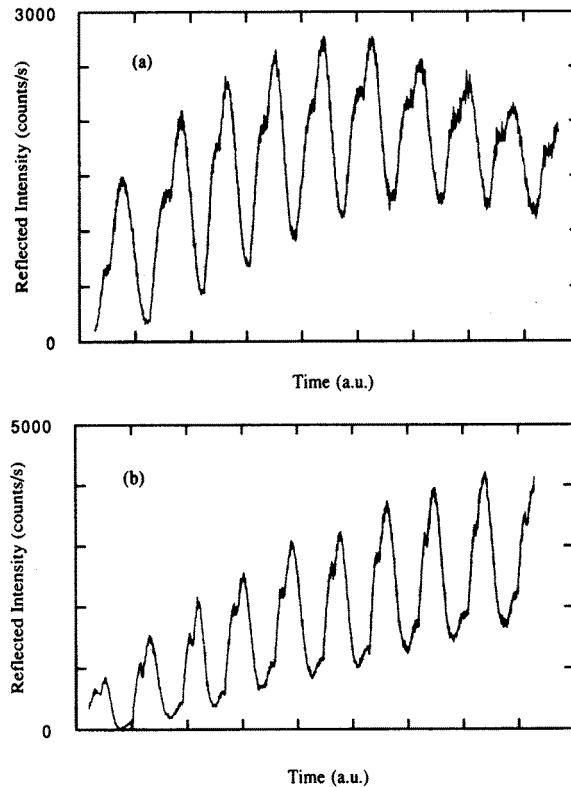 3000
(a)
Reflected Intensity (counts/s)
0
Time (a.u.)
5000
(b)
Reflected Intensity (counts/s)
0
Time (a.u.)